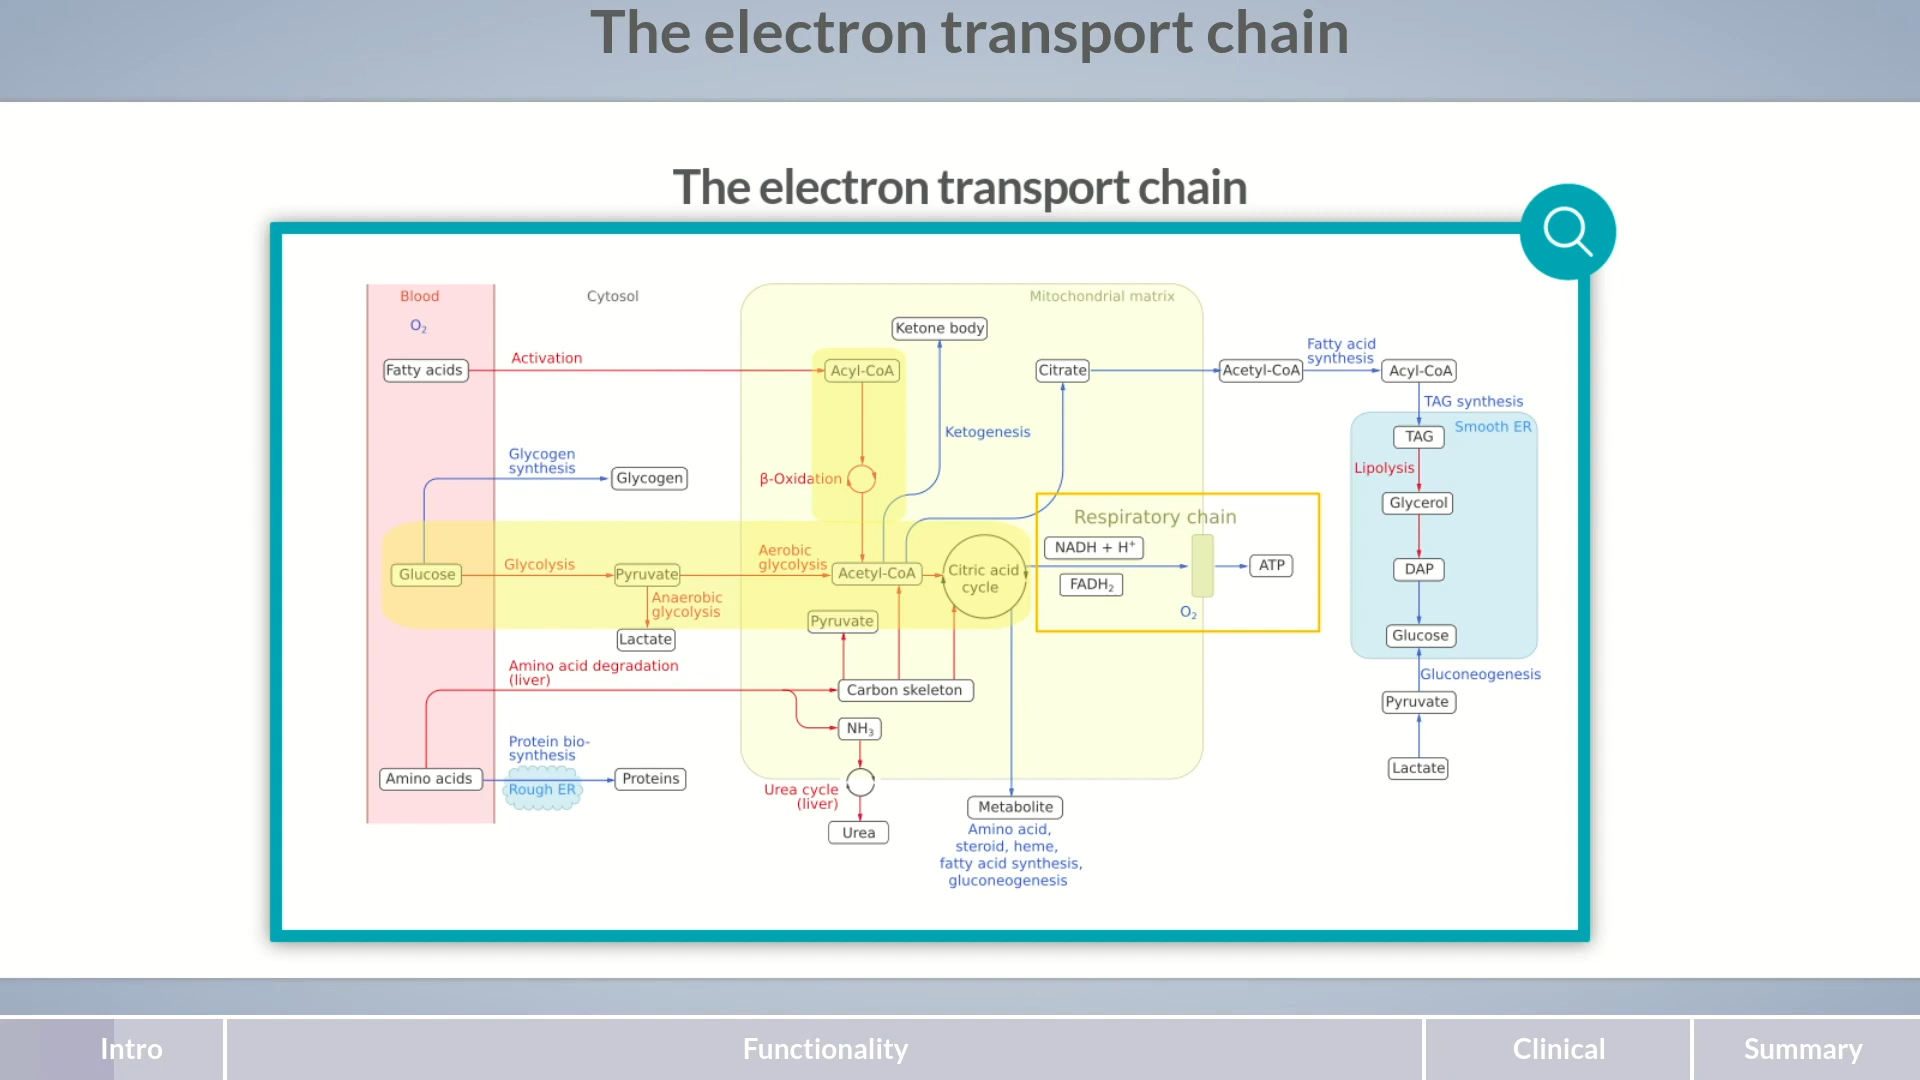 The electron transport chain
The electron transport chain
Blood
Cytosol
Mitochondrial matrix
O₂
Ketone body
Fatty acids
Activation
Acyl-CoA
Citrate
Acetyl-CoA
Fatty acid
synthesis
Acyl-CoA
TAG synthesis
Smooth ER
TAG
Ketogenesis
Glycogen
synthesis
Glycogen
β-Oxidation
Lipolysis
Glycerol
Respiratory chain
NADH + H⁺
FADH₂
O₂
ATP
Glucose
Glycolysis
Pyruvate
Aerobic
glycolysis
Acetyl-CoA
Citric acid
cycle
DAP
Anaerobic
glycolysis
Lactate
Pyruvate
Glucose
Amino acid degradation
(liver)
Carbon skeleton
Gluconeogenesis
Pyruvate
NH₃
Protein bio-
synthesis
Amino acids
Rough ER
Proteins
Lactate
Urea cycle
(liver)
Urea
Metabolite
Amino acid,
steroid, heme,
fatty acid synthesis,
gluconeogenesis
Intro
Functionality
Clinical
Summary